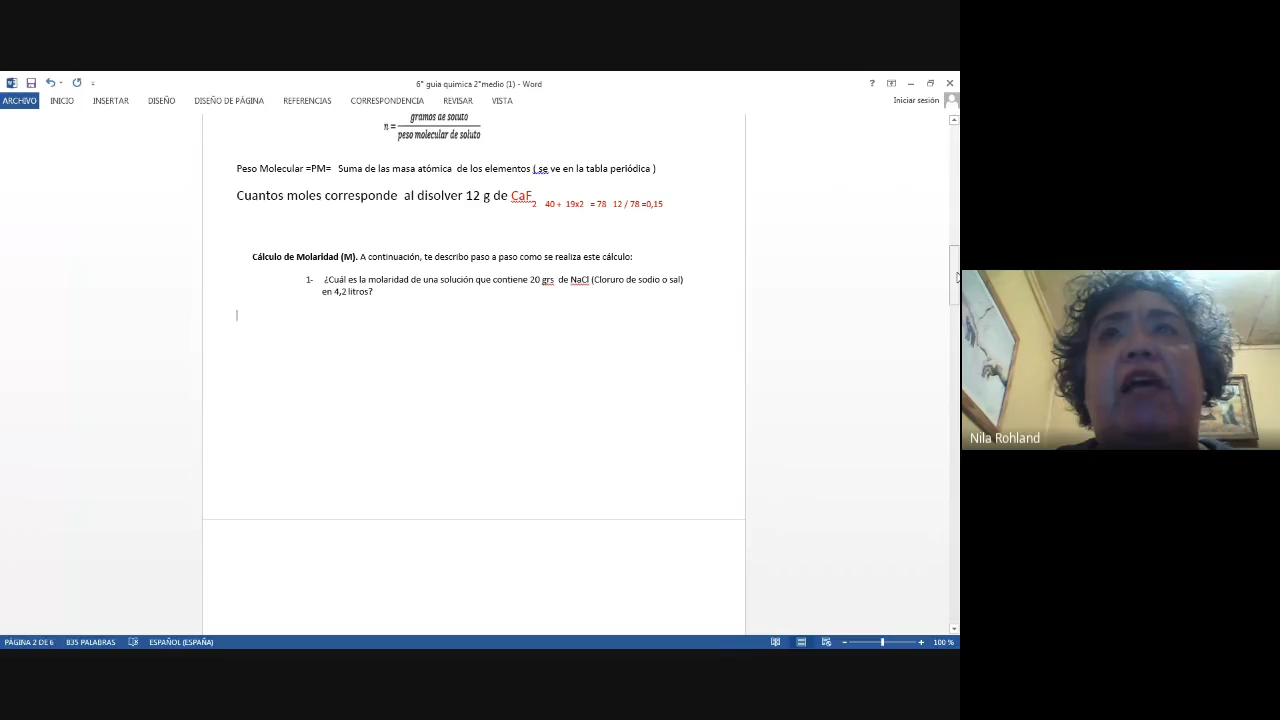 6° guia quimica 2°medio (1) - Word
ARCHIVO INICIO INSERTAR DISEÑO DISEÑO DE PÁGINA REFERENCIAS CORRESPONDENCIA REVISAR VISTA
Iniciar sesión
n = gramos de soluto
peso molecular de soluto
Peso Molecular =PM= Suma de las masa atómica de los elementos ( se ve en la tabla periódica )
Cuantos moles corresponde al disolver 12 g de CaF2 40 + 19x2 = 78 12 / 78 =0,15
Cálculo de Molaridad (M). A continuación, te describo paso a paso como se realiza este cálculo:
1- ¿Cuál es la molaridad de una solución que contiene 20 grs de NaCl (Cloruro de sodio o sal)
en 4,2 litros?
Nila Rohland
PÁGINA 2 DE 6 835 PALABRAS ESPAÑOL (ESPAÑA) 100 %